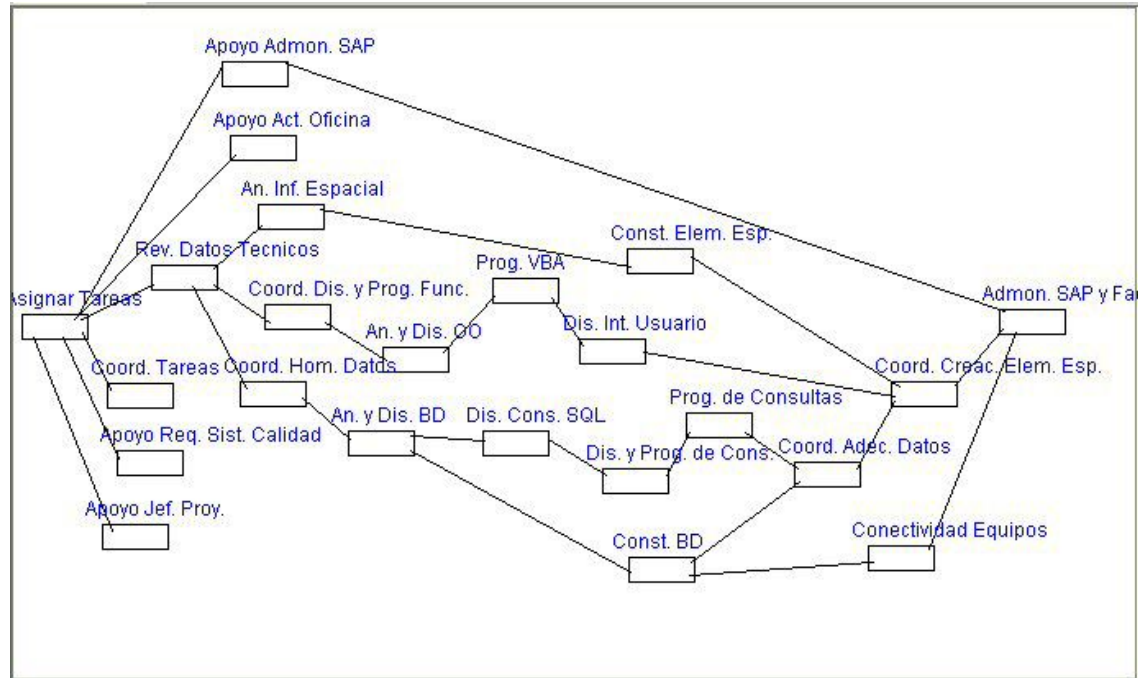 Apoyo Admon. SAP
Apoyo Act. Oficina
An. Inf. Espacial
Const. Elem. Esp.
Rev. Datos Tecnicos
Prog. VBA
Coord. Dis. y Prog. Func.
Admon. SAP y Fac
Asignar Tareas
An. y Dis. OO
Dis. Int. Usuario
Coord. Tareas
Coord. Hom. Datos
Coord. Creac. Elem. Esp.
Prog. de Consultas
An. y Dis. BD
Dis. Cons. SQL
Apoyo Req. Sist. Calidad
Dis. y Prog. de Cons.
Coord. Adec. Datos
Apoyo Jef. Proy.
Const. BD
Conectividad Equipos